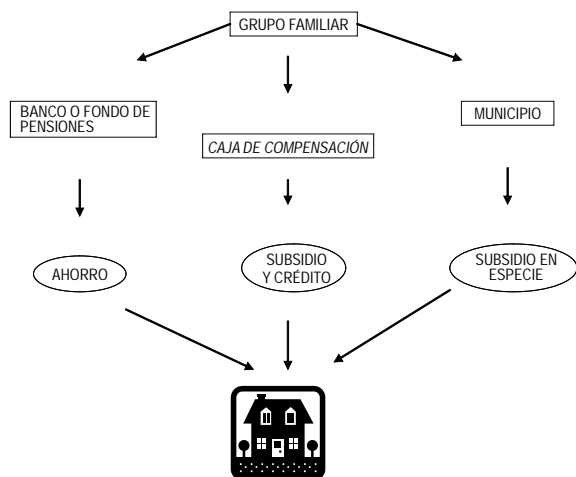 GRUPO FAMILIAR
BANCO O FONDO DE
PENSIONES
CAJA DE COMPENSACIÓN
MUNICIPIO
AHORRO
SUBSIDIO
Y CRÉDITO
SUBSIDIO EN
ESPECIE